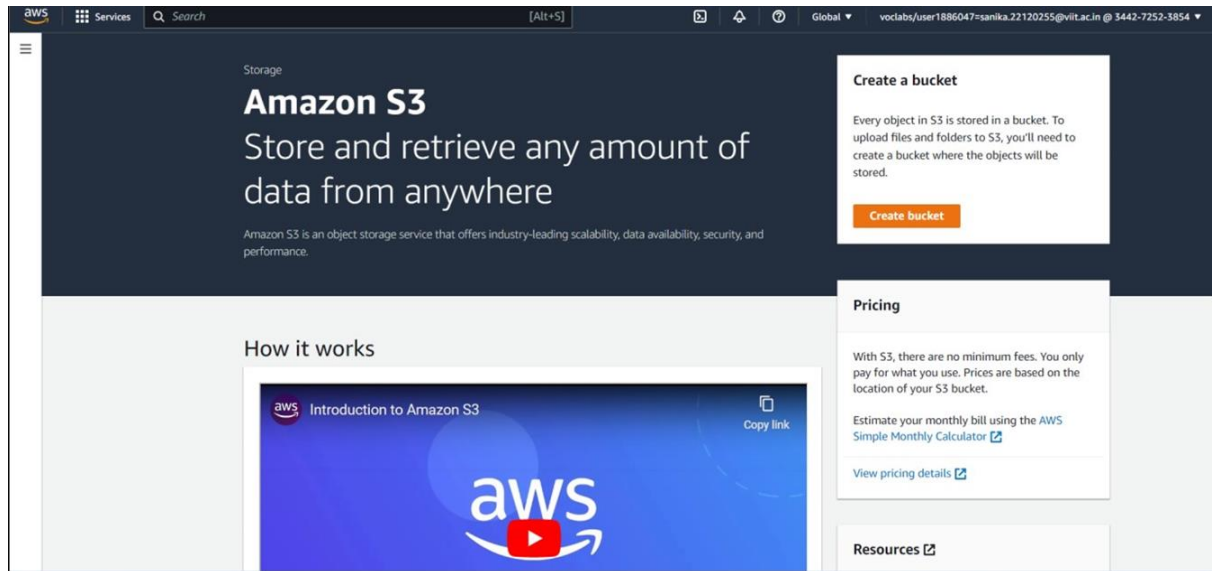 aws
Services
Search
[Alt+S]
Global
voclabs/user1886047=sanika.22120255@viit.ac.in @ 3442-7252-3854
Storage
Amazon S3
Store and retrieve any amount of
data from anywhere
Amazon S3 is an object storage service that offers industry-leading scalability, data availability, security, and
performance.
Create a bucket
Every object in S3 is stored in a bucket. To
upload files and folders to S3, you'll need to
create a bucket where the objects will be
stored.
Create bucket
How it works
aws
Introduction to Amazon S3
Copy link
aws
Pricing
With S3, there are no minimum fees. You only
pay for what you use. Prices are based on the
location of your S3 bucket.
Estimate your monthly bill using the AWS
Simple Monthly Calculator
View pricing details
Resources